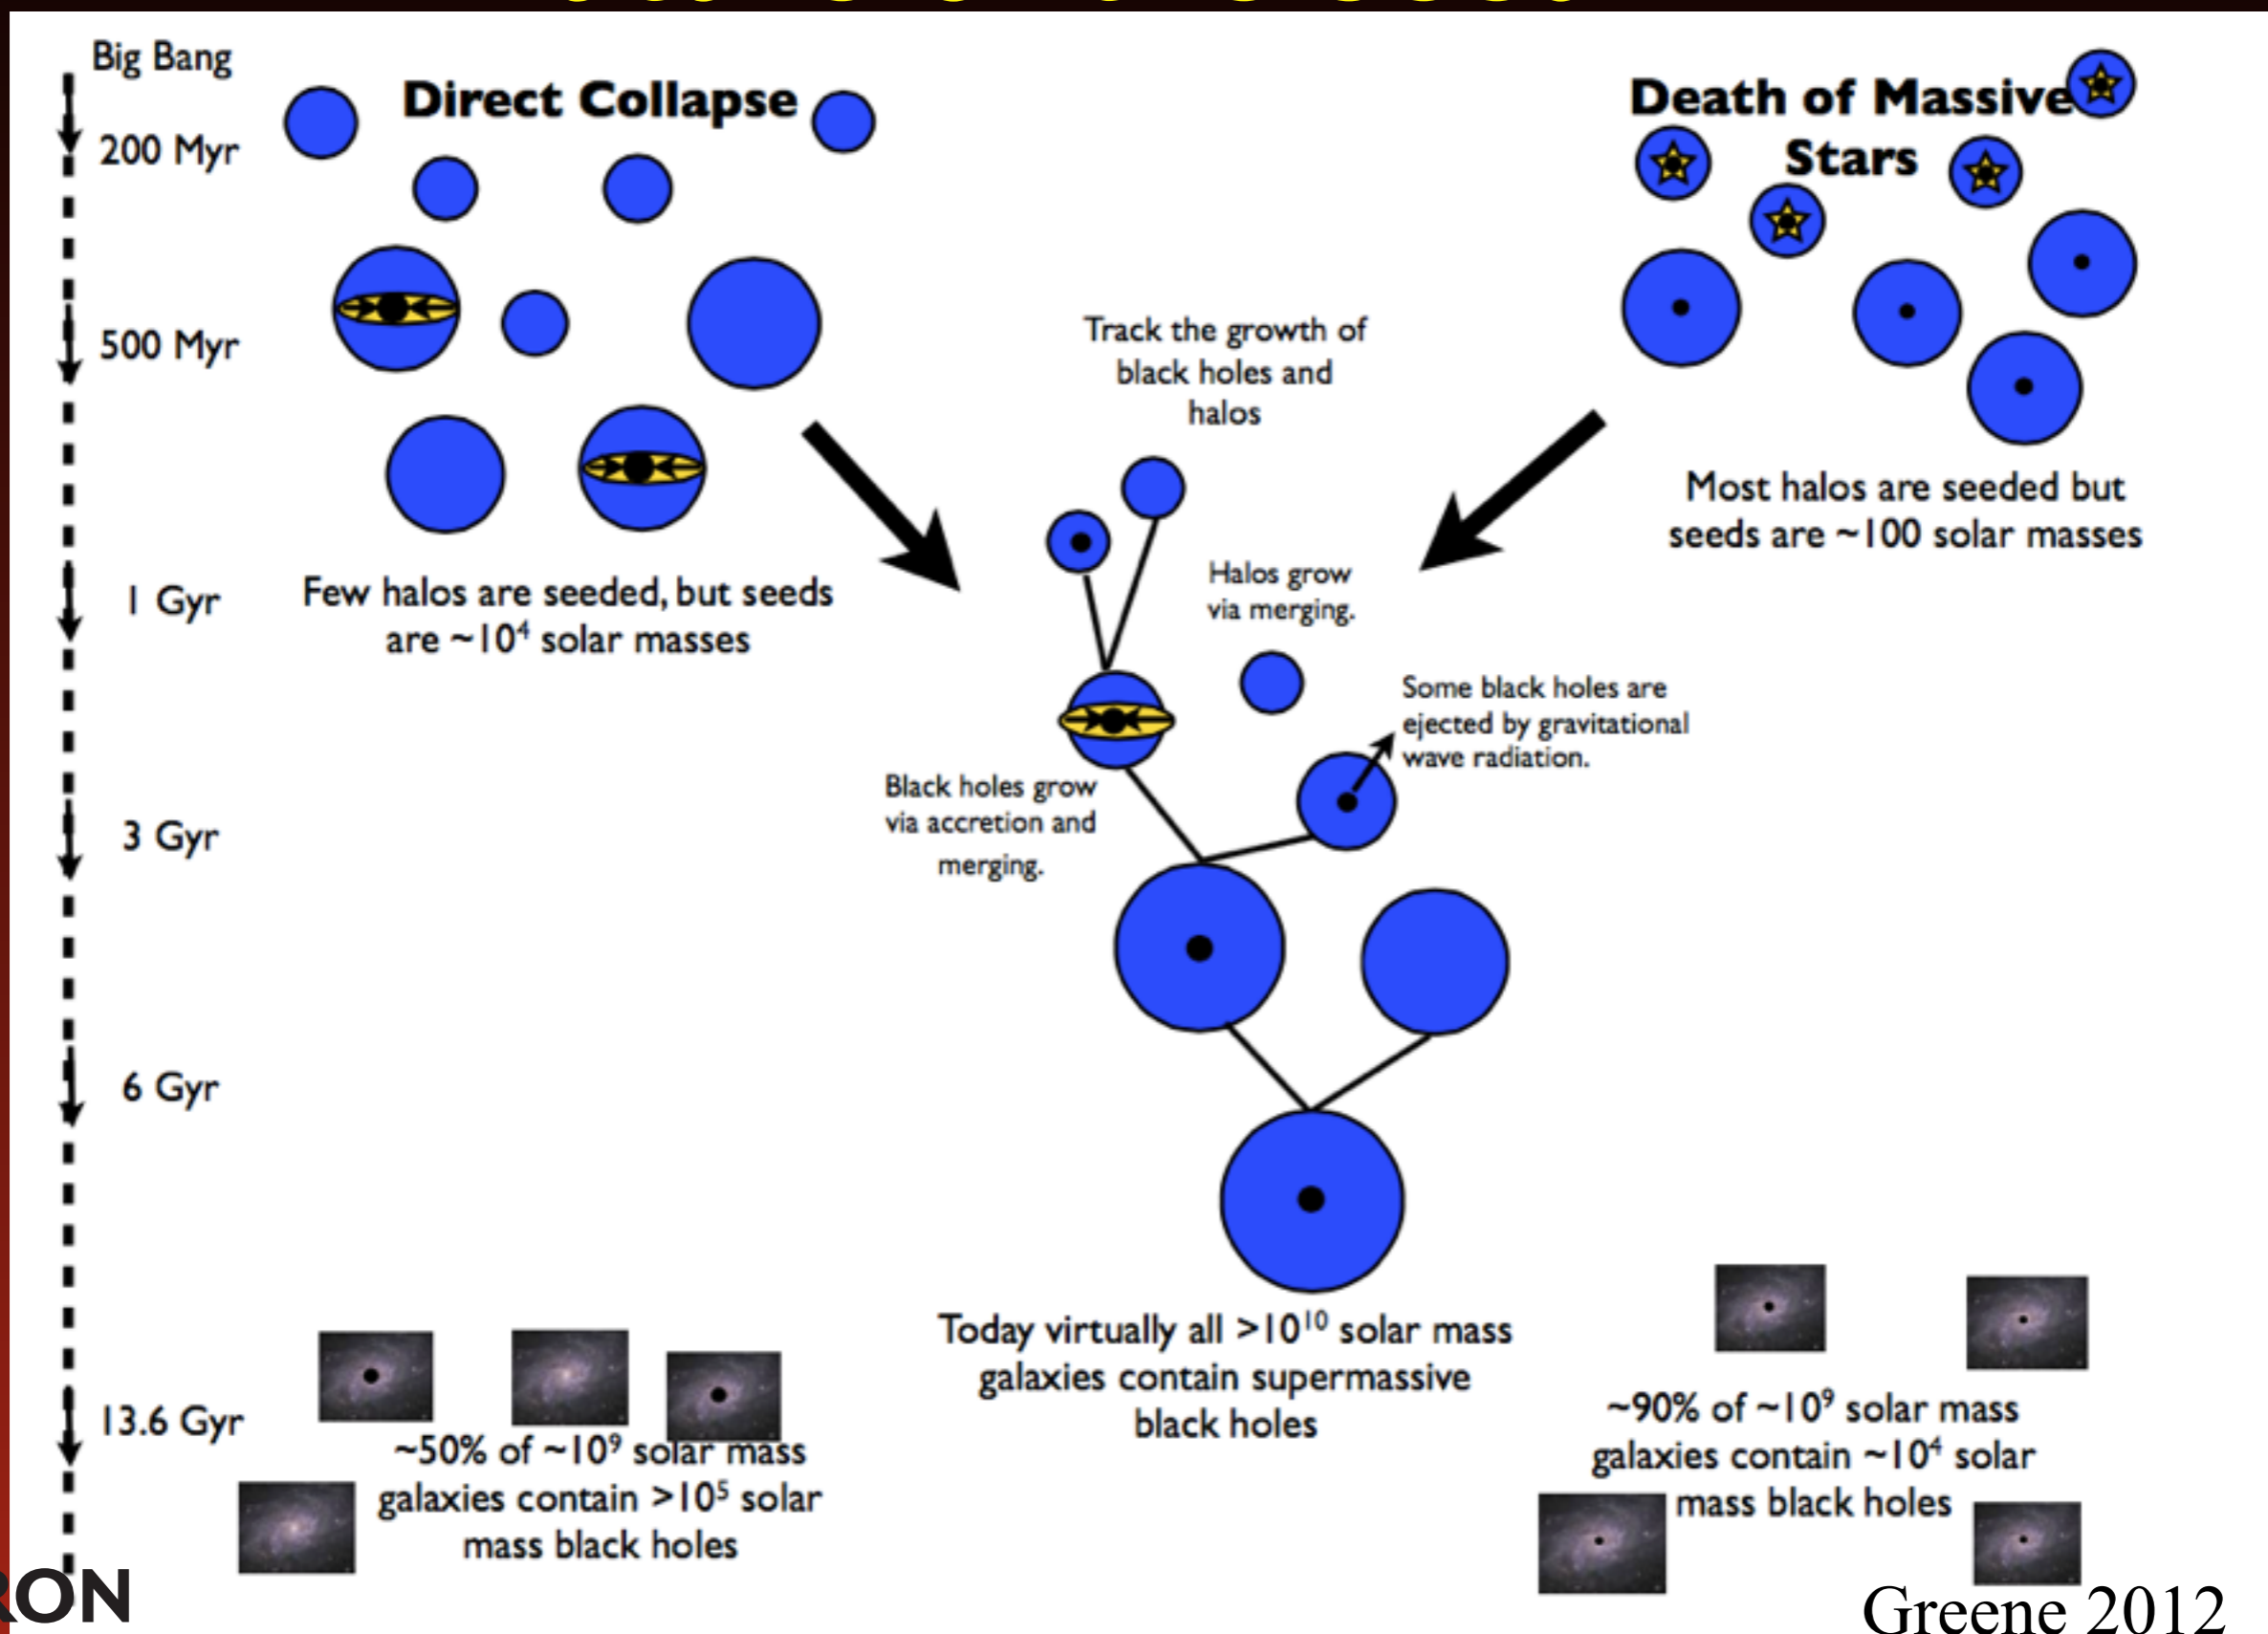 Big Bang
200 Myr
500 Myr
1 Gyr
3 Gyr
6 Gyr
13.6 Gyr
Direct Collapse
Few halos are seeded, but seeds
are ~10⁴ solar masses
Death of Massive
Stars
Most halos are seeded but
seeds are ~100 solar masses
Track the growth of
black holes and
halos
Halos grow
via merging.
Some black holes are
ejected by gravitational
wave radiation.
Black holes grow
via accretion and
merging.
Today virtually all >10¹⁰ solar mass
galaxies contain supermassive
black holes
~50% of ~10⁹ solar mass
galaxies contain >10⁵ solar
mass black holes
~90% of ~10⁹ solar mass
galaxies contain ~10⁴ solar
mass black holes
RON
Greene 2012